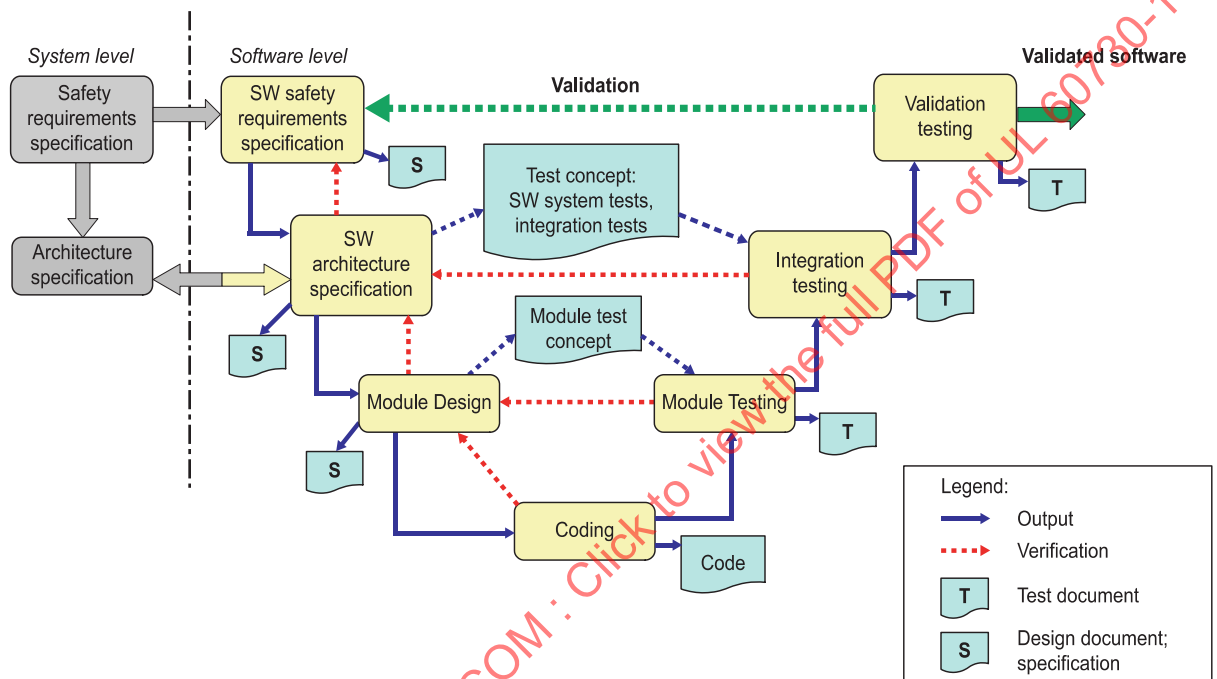 System level
Software level
Validated software
Safety
requirements
specification
SW safety
requirements
specification
Validation
Validation
testing
S
Test concept:
SW system tests,
integration tests
T
Architecture
specification
SW
architecture
specification
Integration
testing
T
S
Module test
concept
Module Design
Module Testing
T
S
Coding
Code
Legend:
Output
Verification
T
Test document
S
Design document;
specification
COM : Click to view the full PDF of UL 60730-1